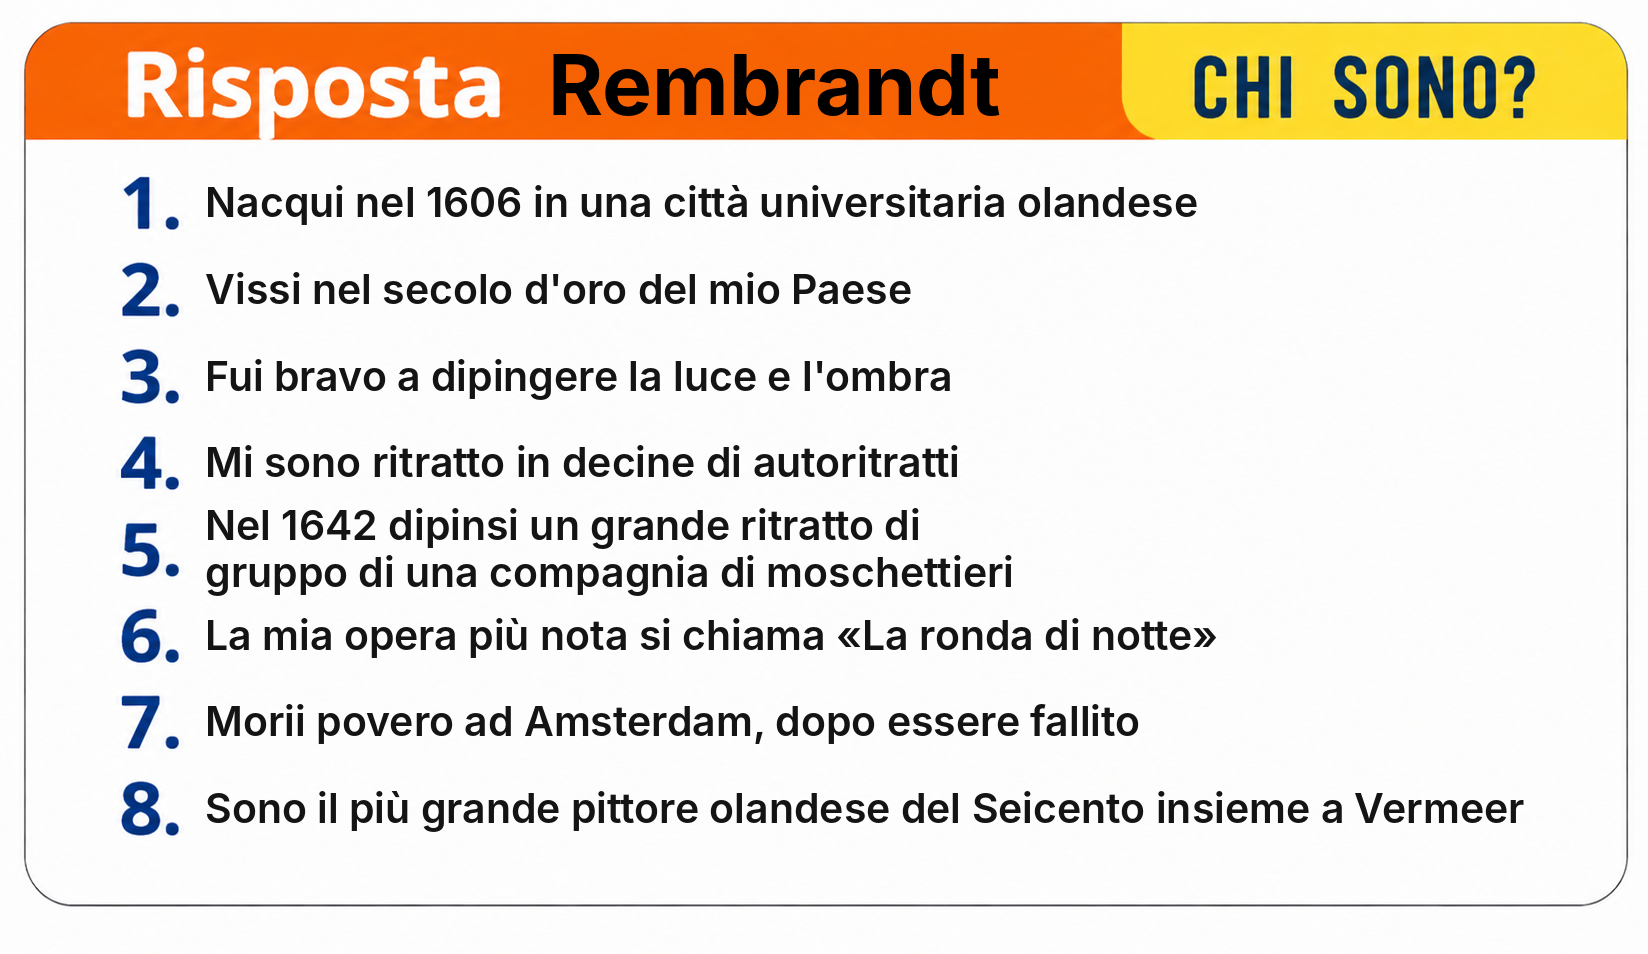 Risposta Rembrandt CHI SONO?
1. Nacqui nel 1606 in una città universitaria olandese
2. Vissi nel secolo d'oro del mio Paese
3. Fui bravo a dipingere la luce e l'ombra
4. Mi sono ritratto in decine di autoritratti
5. Nel 1642 dipinsi un grande ritratto di
gruppo di una compagnia di moschettieri
6. La mia opera più nota si chiama «La ronda di notte»
7. Morii povero ad Amsterdam, dopo essere fallito
8. Sono il più grande pittore olandese del Seicento insieme a Vermeer